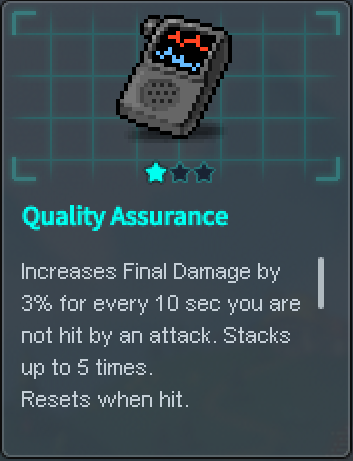 Quality Assurance
Increases Final Damage by
3% for every 10 sec you are
not hit by an attack. Stacks
up to 5 times.
Resets when hit.